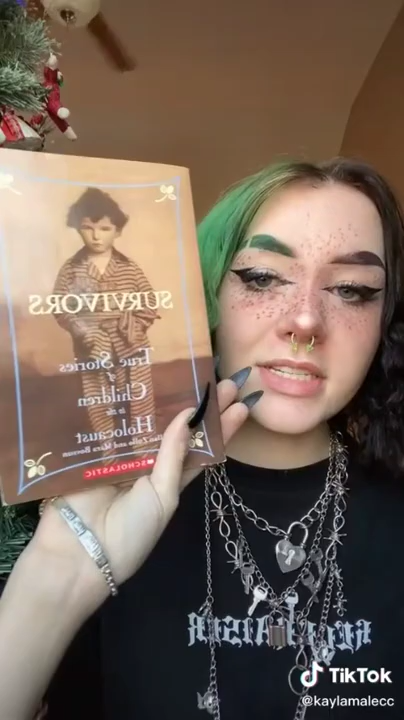 SURVIVORS
True Stories
of
Children
in the
Holocaust
Allan Zullo and Mara Bovsun
SCHOLASTIC
TikTok
@kaylamalecc